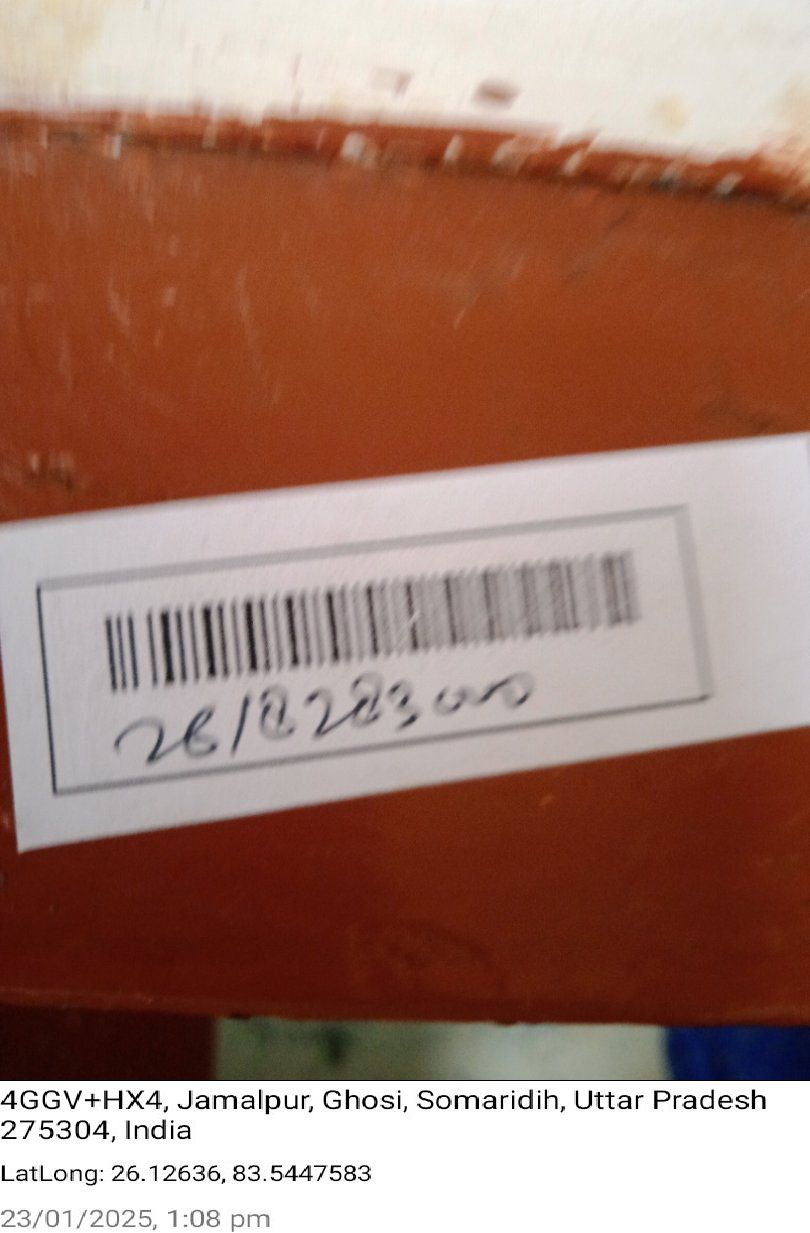 2618283000
4GGV+HX4, Jamalpur, Ghosi, Somaridih, Uttar Pradesh
275304, India
LatLong: 26.12636, 83.5447583
23/01/2025, 1:08 pm